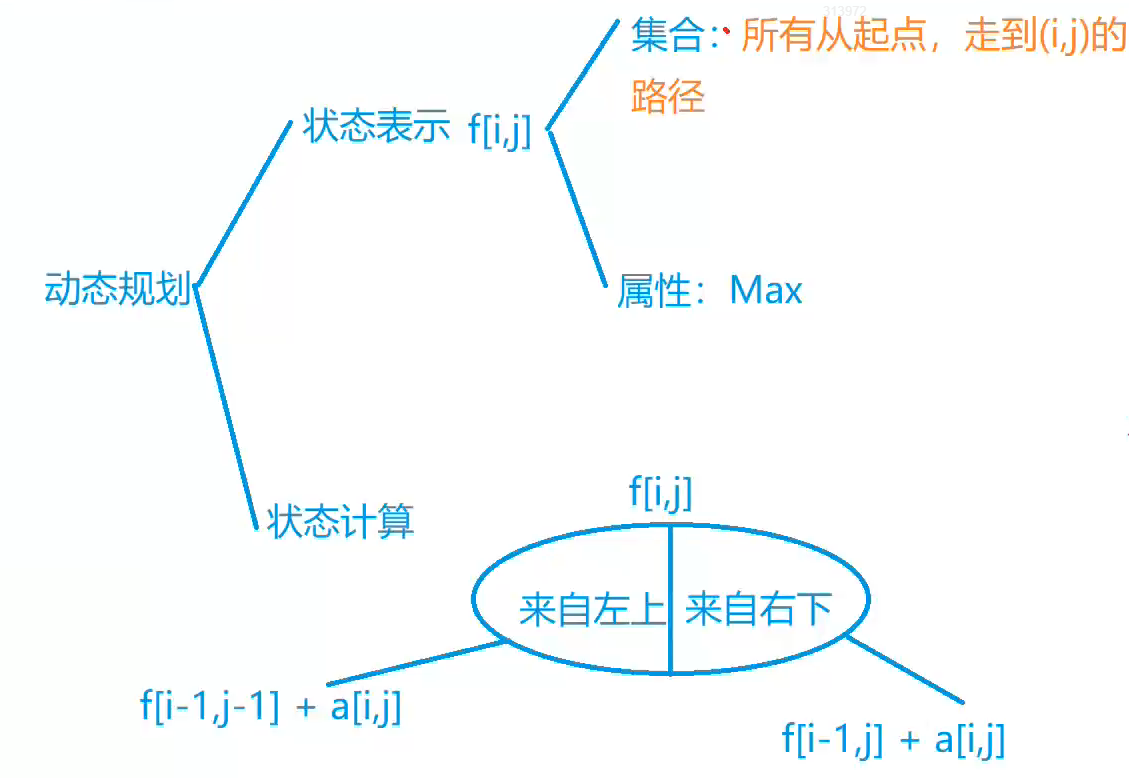 313972
集合：所有从起点，走到(i,j)的
路径
状态表示 f[i,j]
动态规划
属性：Max
状态计算
f[i,j]
来自左上 来自右下
f[i-1,j-1] + a[i,j]
f[i-1,j] + a[i,j]